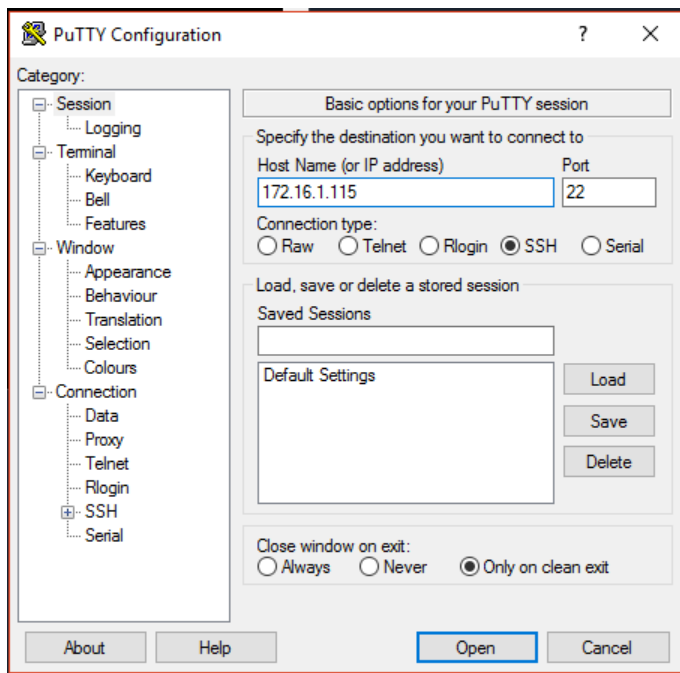 PuTTY Configuration
?
Category:
Session
Logging
Terminal
Keyboard
Bell
Features
Window
Appearance
Behaviour
Translation
Selection
Colours
Connection
Data
Proxy
Telnet
Rlogin
SSH
Serial
Basic options for your PuTTY session
Specify the destination you want to connect to
Host Name (or IP address) Port
172.16.1.115 22
Connection type:
Raw Telnet Rlogin SSH Serial
Load, save or delete a stored session
Saved Sessions
Default Settings
Load
Save
Delete
Close window on exit:
Always Never Only on clean exit
About Help Open Cancel